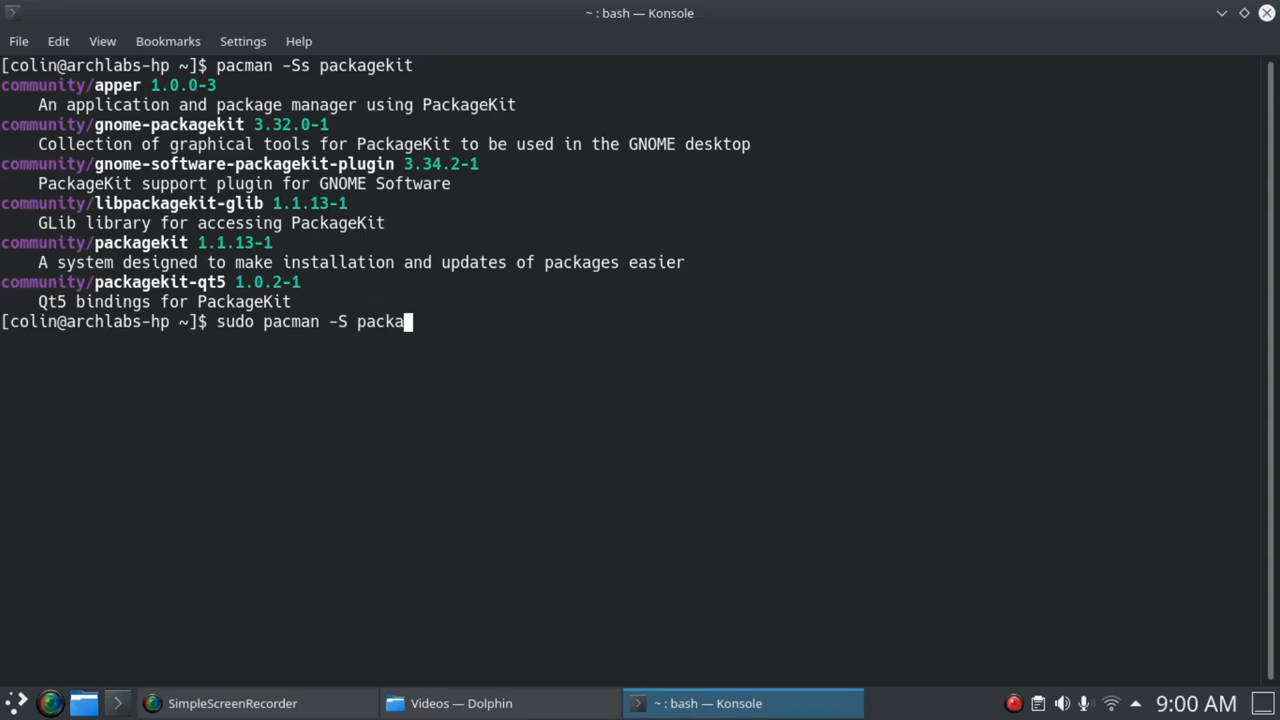 ~ : bash — Konsole
File Edit View Bookmarks Settings Help
[colin@archlabs-hp ~]$ pacman -Ss packagekit
community/apper 1.0.0-3
    An application and package manager using PackageKit
community/gnome-packagekit 3.32.0-1
    Collection of graphical tools for PackageKit to be used in the GNOME desktop
community/gnome-software-packagekit-plugin 3.34.2-1
    PackageKit support plugin for GNOME Software
community/libpackagekit-glib 1.1.13-1
    GLib library for accessing PackageKit
community/packagekit 1.1.13-1
    A system designed to make installation and updates of packages easier
community/packagekit-qt5 1.0.2-1
    Qt5 bindings for PackageKit
[colin@archlabs-hp ~]$ sudo pacman -S packa
SimpleScreenRecorder Videos — Dolphin ~ : bash — Konsole 9:00 AM